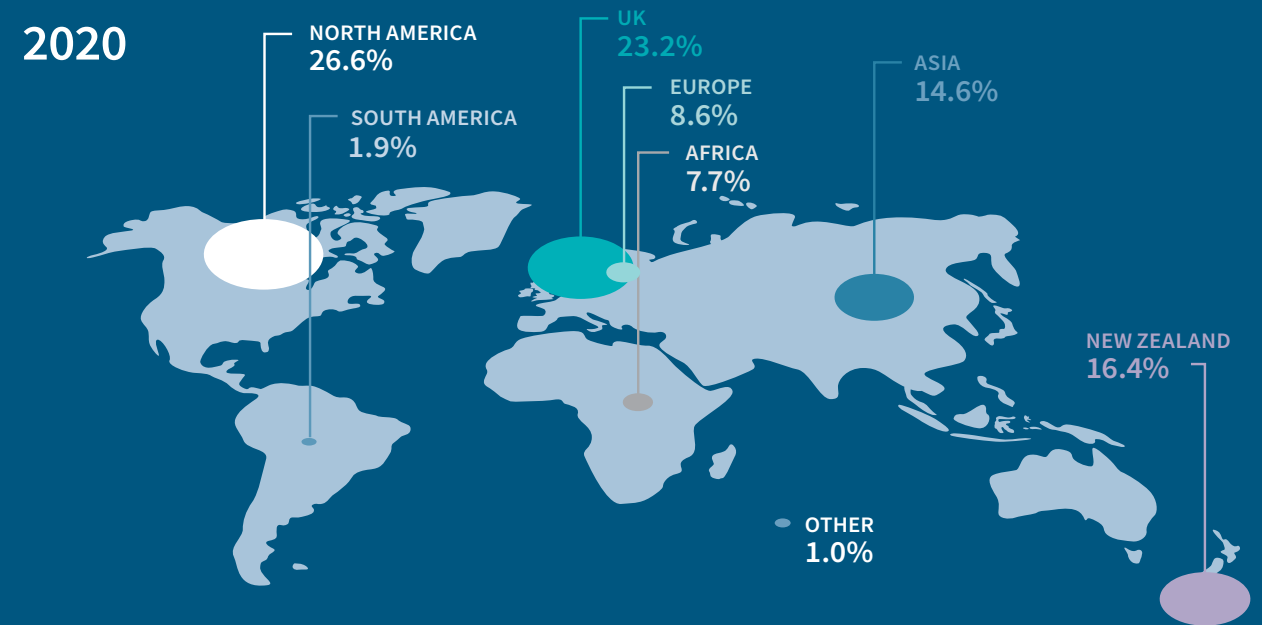 2020
NORTH AMERICA
26.6%
SOUTH AMERICA
1.9%
UK
23.2%
EUROPE
8.6%
AFRICA
7.7%
ASIA
14.6%
NEW ZEALAND
16.4%
OTHER
1.0%